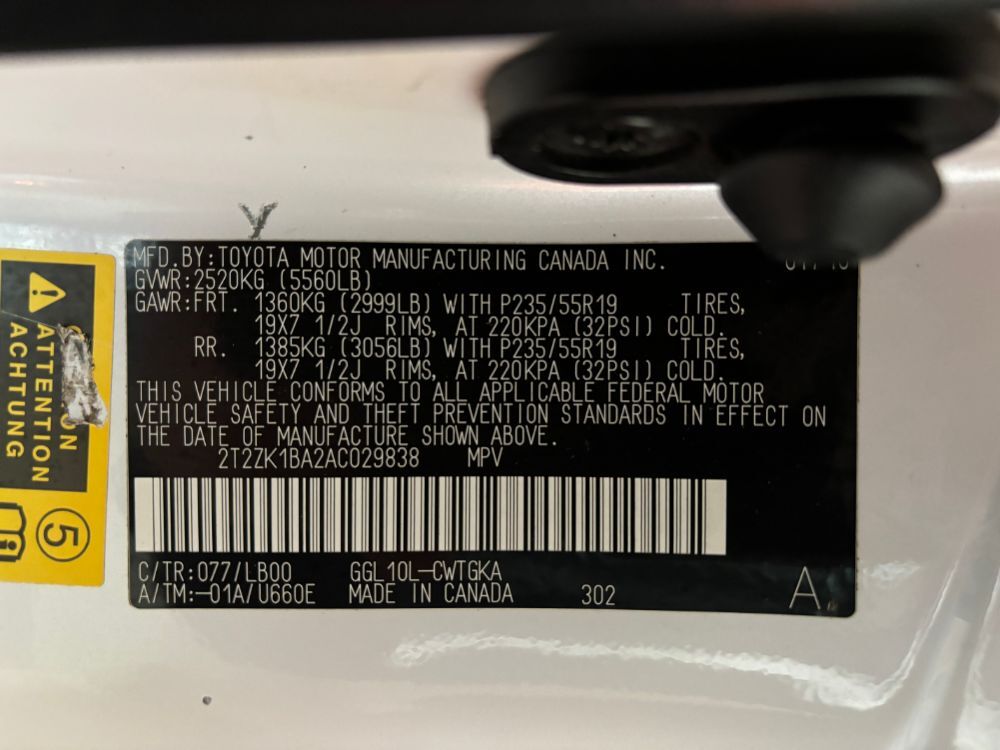 MFD.BY:TOYOTA MOTOR MANUFACTURING CANADA INC.
GVWR:2520KG (5560LB)
GAWR:FRT. 1360KG (2999LB) WITH P235/55R19 TIRES,
19X7 1/2J RIMS, AT 220KPA (32PSI) COLD.
RR. 1385KG (3056LB) WITH P235/55R19 TIRES,
19X7 1/2J RIMS, AT 220KPA (32PSI) COLD.
THIS VEHICLE CONFORMS TO ALL APPLICABLE FEDERAL MOTOR
VEHICLE SAFETY AND THEFT PREVENTION STANDARDS IN EFFECT ON
THE DATE OF MANUFACTURE SHOWN ABOVE.
2T2ZK1BA2AC029838 MPV
C/TR:077/LB00 GGL10L-CWTGKA
A/TM:-01A/U660E MADE IN CANADA 302 A
ATTENTION
ACHTUNG
5